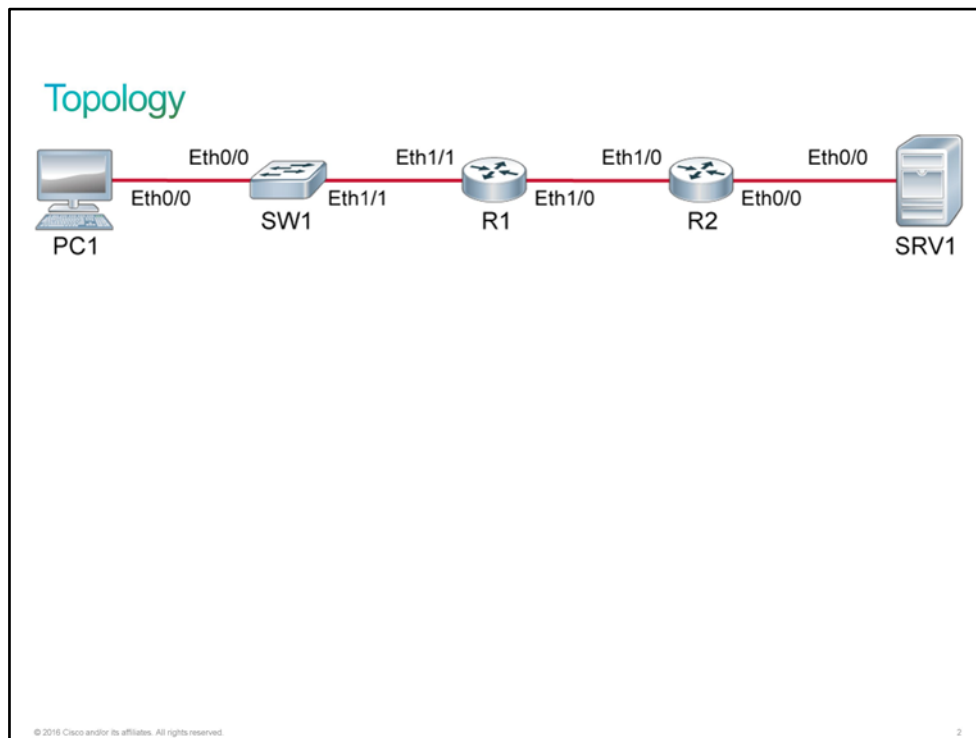 Topology
Eth0/0
Eth0/0
Eth1/1
Eth1/1
Eth1/0
Eth1/0
Eth0/0
Eth0/0
PC1
SW1
R1
R2
SRV1
© 2016 Cisco and/or its affiliates. All rights reserved.
2